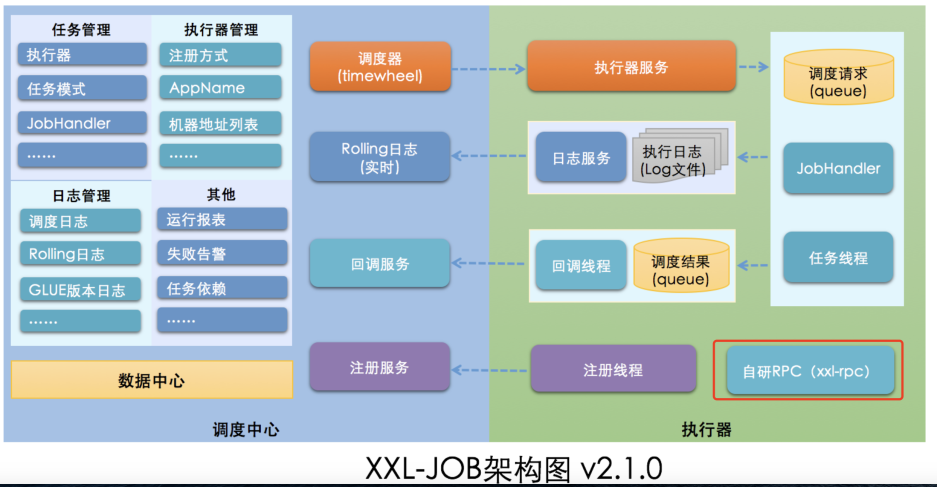 任务管理
执行器
任务模式
JobHandler
......
执行器管理
注册方式
AppName
机器地址列表
......
日志管理
调度日志
Rolling日志
GLUE版本日志
......
其他
运行报表
失败告警
任务依赖
......
数据中心
调度器
(timewheel)
Rolling日志
(实时)
回调服务
注册服务
调度中心
执行器服务
日志服务
执行日志
(Log文件)
回调线程
调度结果
(queue)
注册线程
调度请求
(queue)
JobHandler
任务线程
自研RPC（xxl-rpc）
执行器
XXL-JOB架构图 v2.1.0